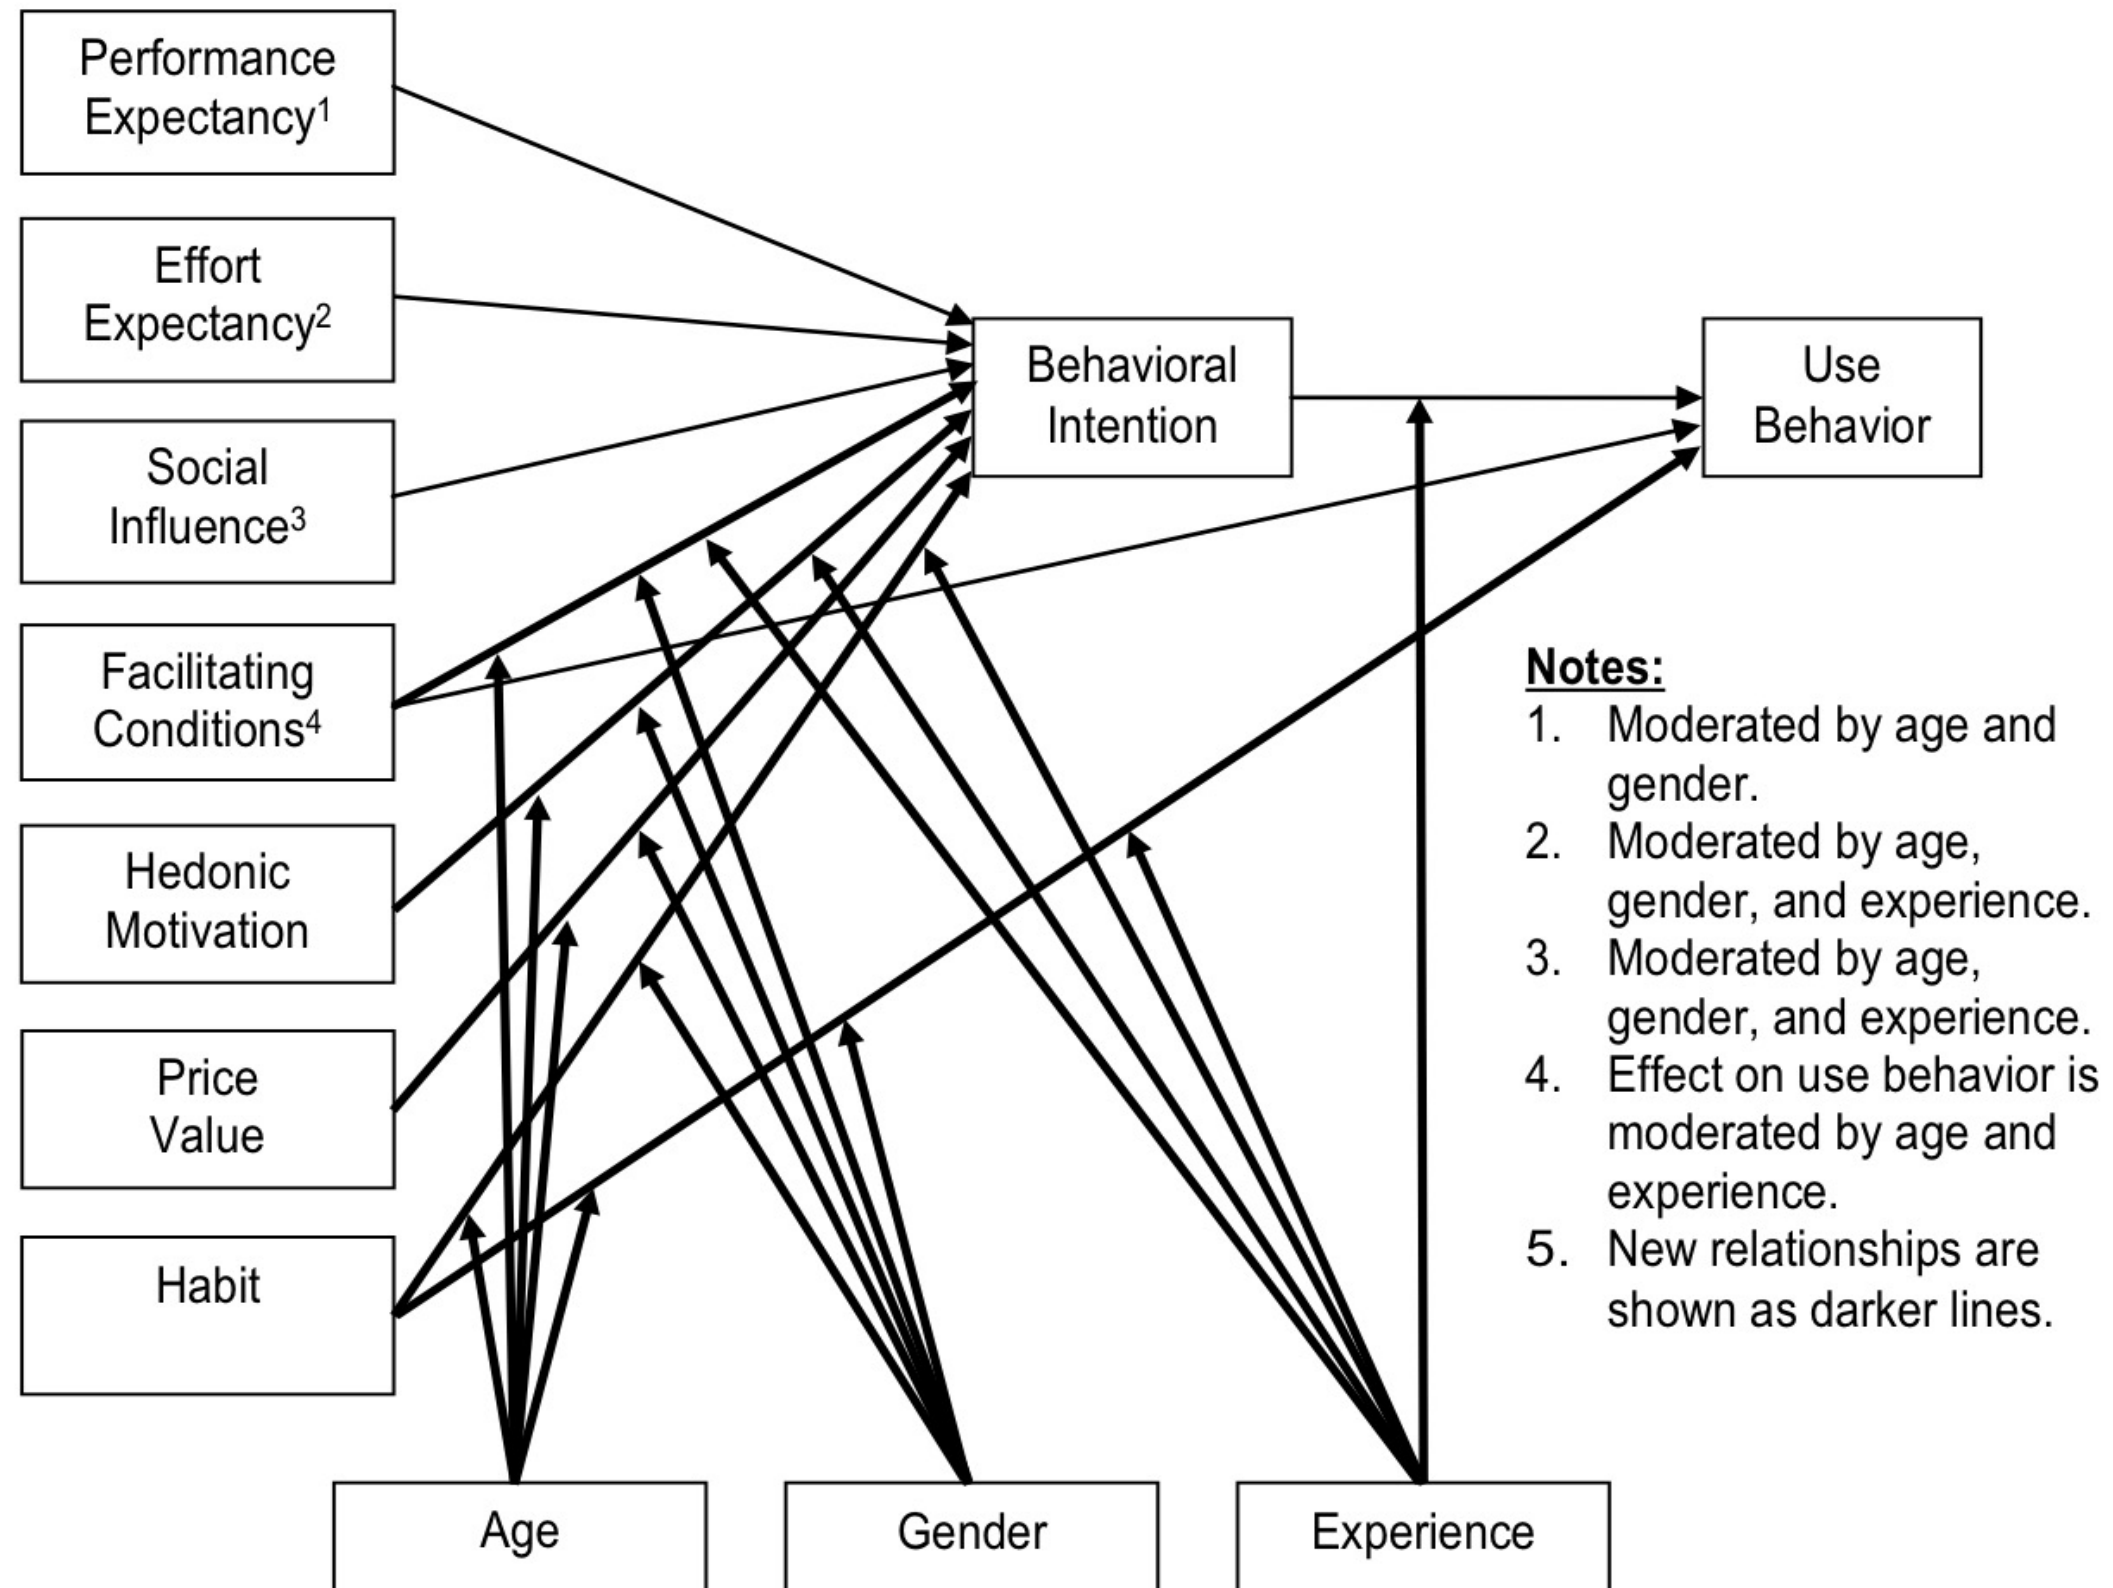 Performance
Expectancy¹
Effort
Expectancy²
Social
Influence³
Facilitating
Conditions⁴
Hedonic
Motivation
Price
Value
Habit
Behavioral
Intention
Use
Behavior
Notes:
1. Moderated by age and
gender.
2. Moderated by age,
gender, and experience.
3. Moderated by age,
gender, and experience.
4. Effect on use behavior is
moderated by age and
experience.
5. New relationships are
shown as darker lines.
Age
Gender
Experience